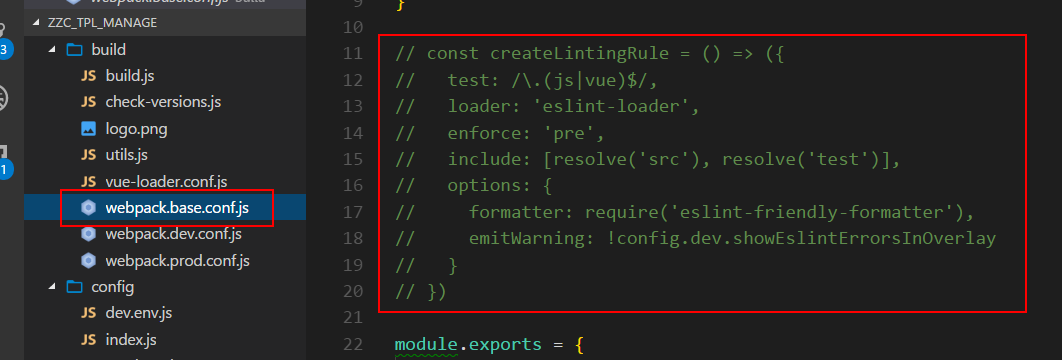 webpack.base.conf.js build
ZZC_TPL_MANAGE
build
JS build.js
JS check-versions.js
logo.png
JS utils.js
JS vue-loader.conf.js
webpack.base.conf.js
webpack.dev.conf.js
webpack.prod.conf.js
config
JS dev.env.js
JS index.js
3
1
9 }
10
11 // const createLintingRule = () => ({
12 //   test: /\.(js|vue)$/,
13 //   loader: 'eslint-loader',
14 //   enforce: 'pre',
15 //   include: [resolve('src'), resolve('test')],
16 //   options: {
17 //     formatter: require('eslint-friendly-formatter'),
18 //     emitWarning: !config.dev.showEslintErrorsInOverlay
19 //   }
20 // })
21
22 module.exports = {